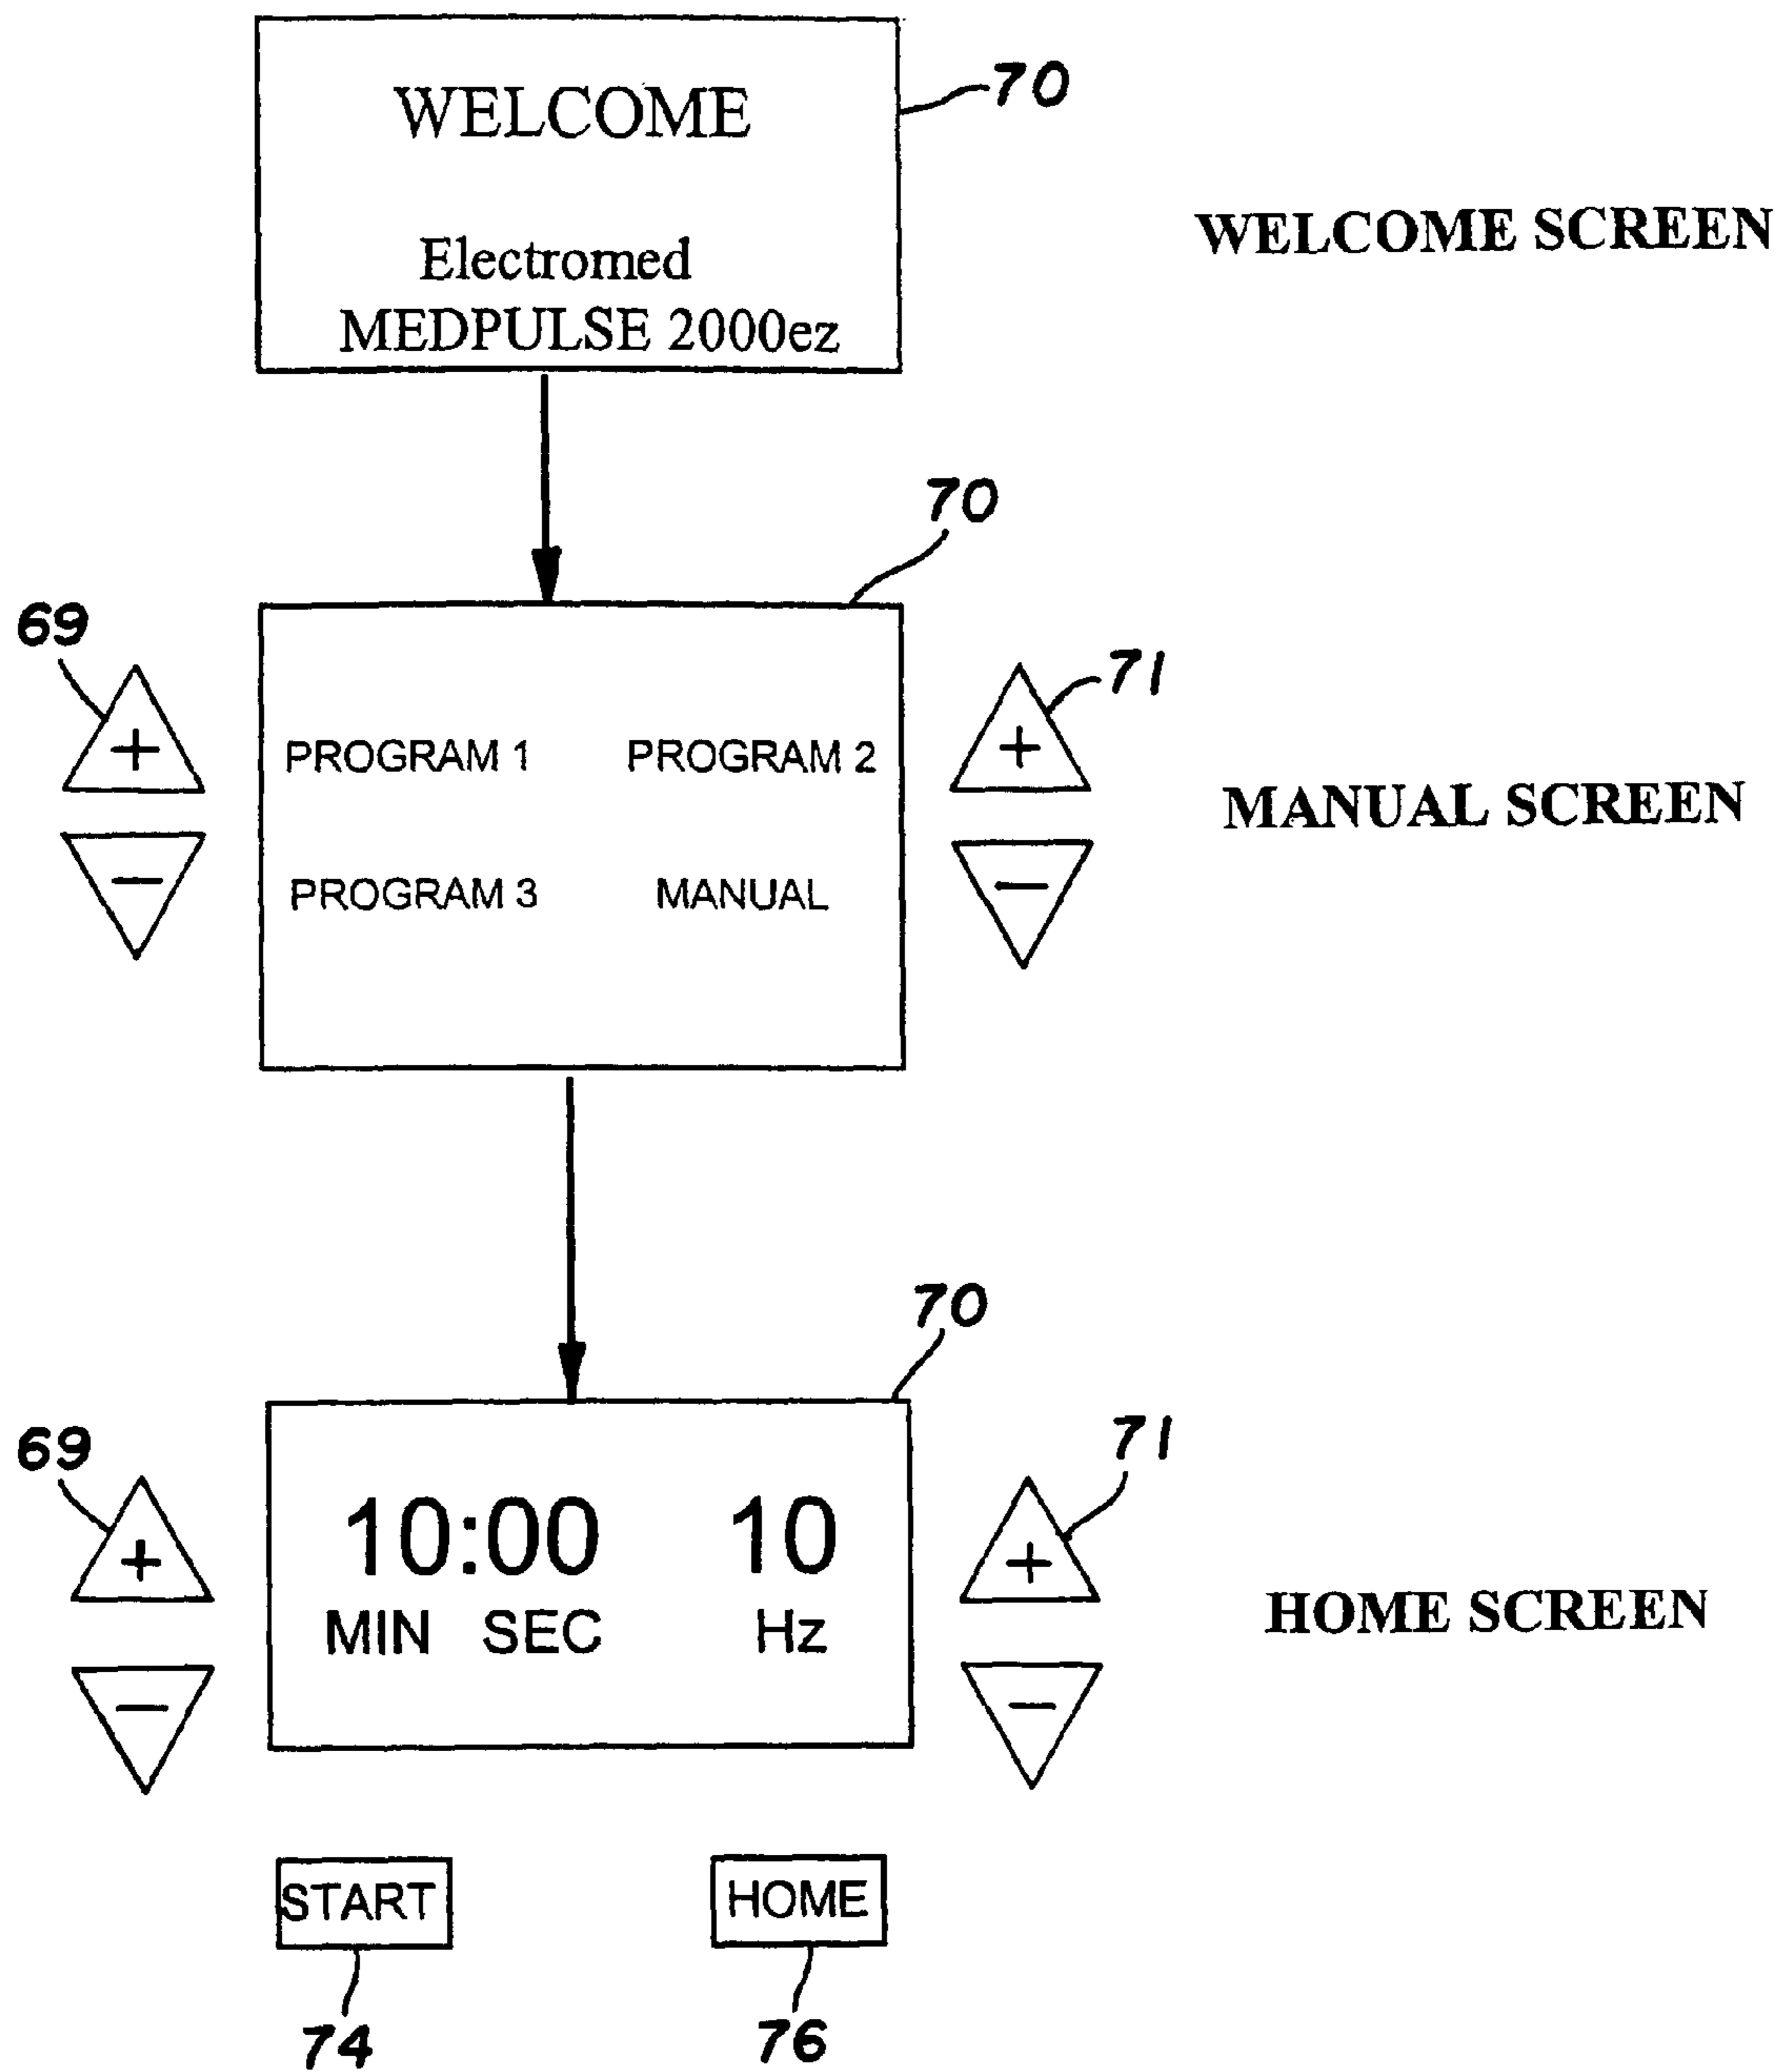 WELCOME
70
Electromed
MEDPULSE 2000ez
WELCOME SCREEN
70
69
71
+
+
PROGRAM 1 PROGRAM 2
MANUAL SCREEN
−
−
PROGRAM 3 MANUAL
70
69
71
10:00 10
+
+
MIN SEC Hz
HOME SCREEN
−
−
START HOME
74 76